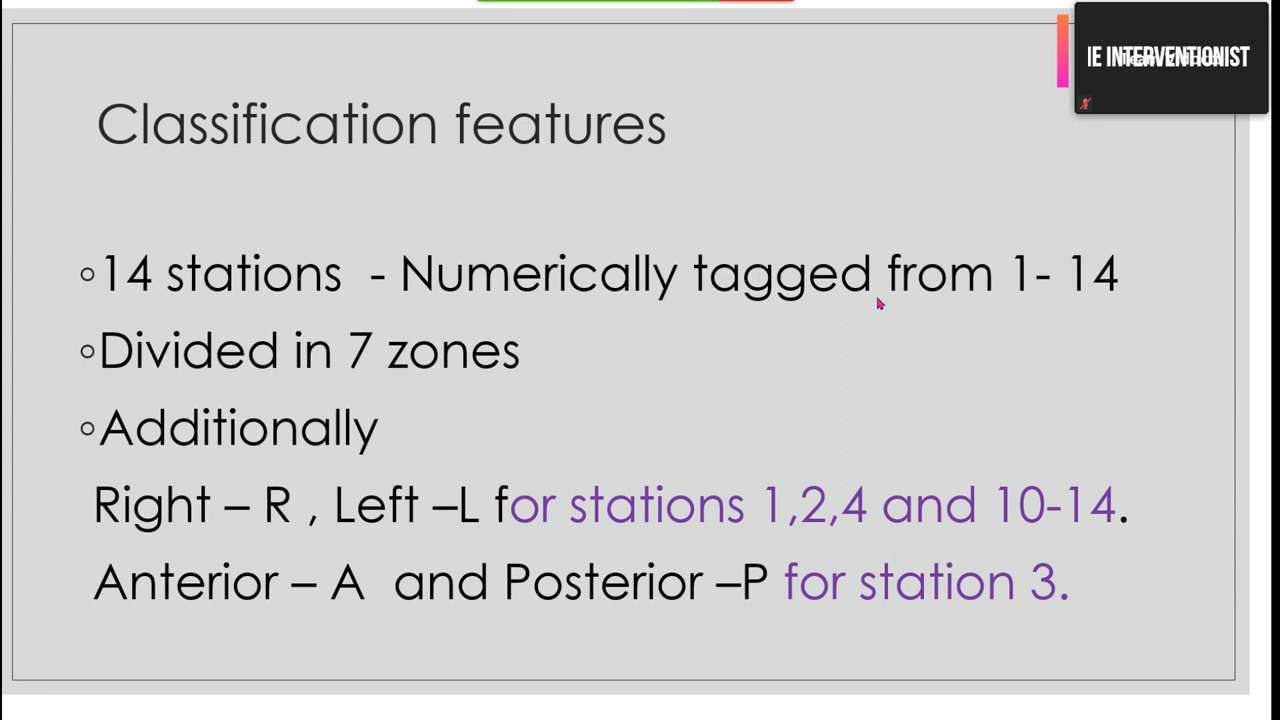 IE INTERVENTIONIST
Classification features
◦14 stations - Numerically tagged from 1- 14
◦Divided in 7 zones
◦Additionally
Right – R , Left –L for stations 1,2,4 and 10-14.
Anterior – A and Posterior –P for station 3.